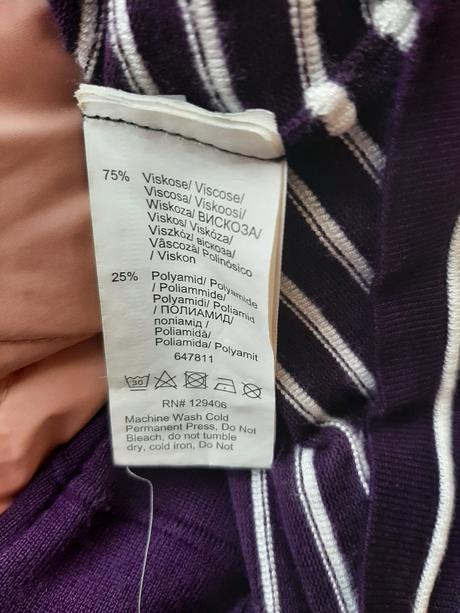 75% Viskose/ Viscose/
Viscosa/ Viskoosi/
Wiskoza/ ВИСКОЗА/
Viskos/ Viskóza/
Viszkóz/ віскоза/
Vâscoză/ Polinósico
/ Viskon
25% Polyamid/ Polyamide
/ Poliammide/
Polyamidi/ Poliamid
/ ПОЛИАМИД/
поліамід /
Poliamidă/
Poliamida/ Polyamit
647811
30
RN# 129406
Machine Wash Cold
Permanent Press, Do Not
Bleach, do not tumble
dry, cold iron, Do Not